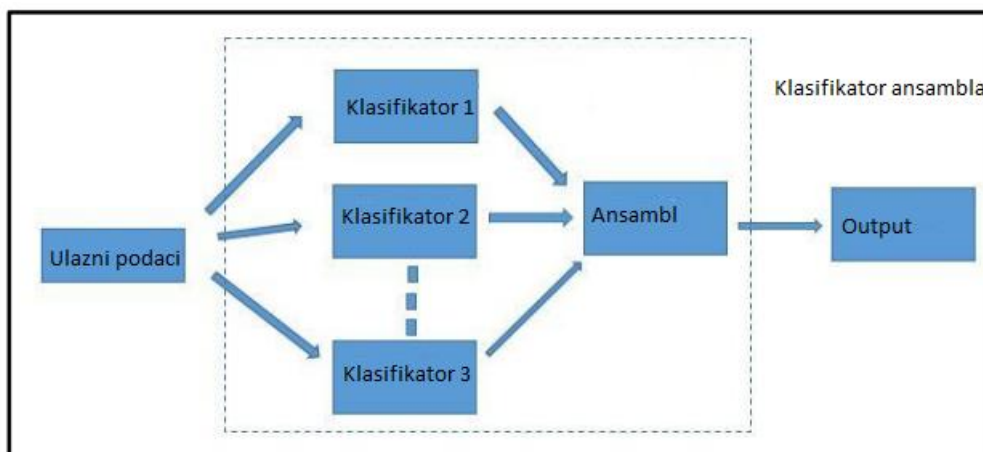 Klasifikator 1
Klasifikator ansambla
Klasifikator 2
Ansambl
Output
Ulazni podaci
Klasifikator 3